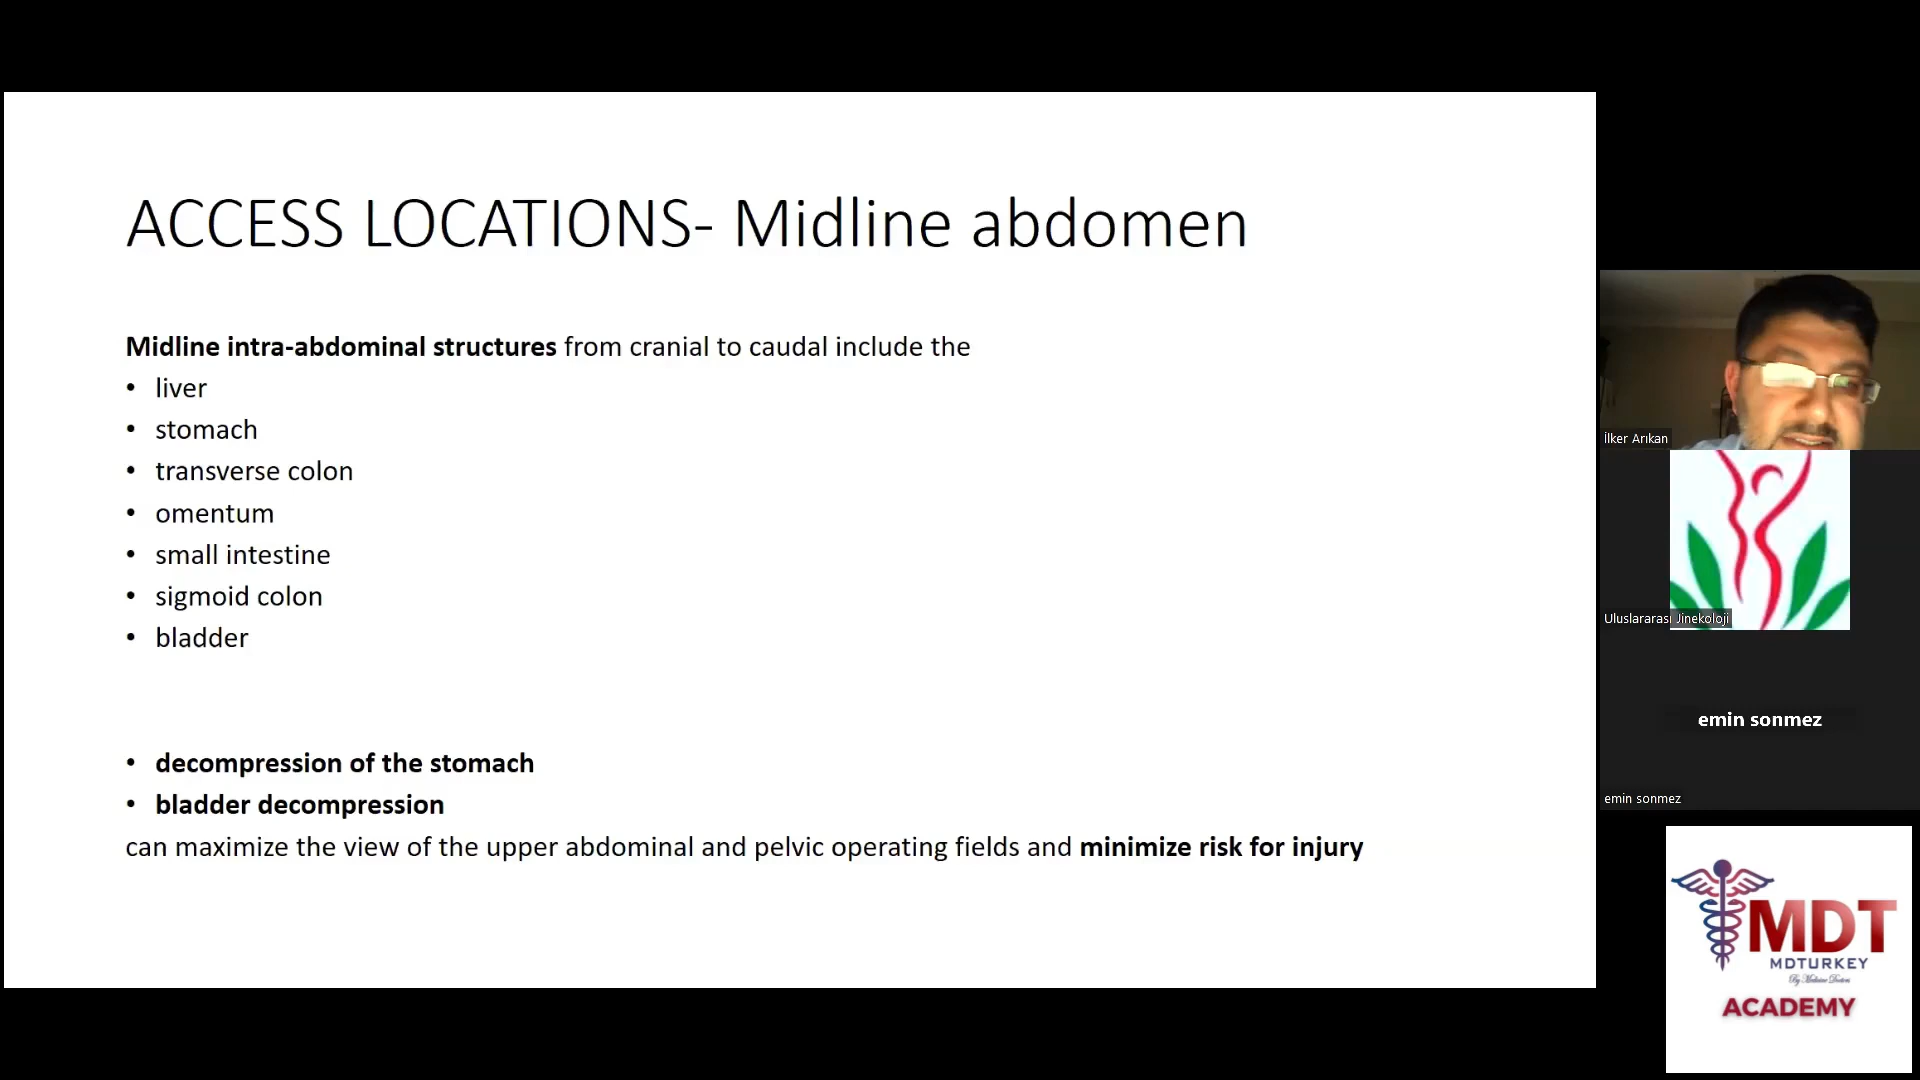 ACCESS LOCATIONS- Midline abdomen
Midline intra-abdominal structures from cranial to caudal include the
• liver
• stomach
• transverse colon
• omentum
• small intestine
• sigmoid colon
• bladder
• decompression of the stomach
• bladder decompression
can maximize the view of the upper abdominal and pelvic operating fields and minimize risk for injury
İlker Arıkan
Uluslararası Jinekoloji
emin sonmez
emin sonmez
MDT
MDTURKEY
By Medicine Doctors
ACADEMY